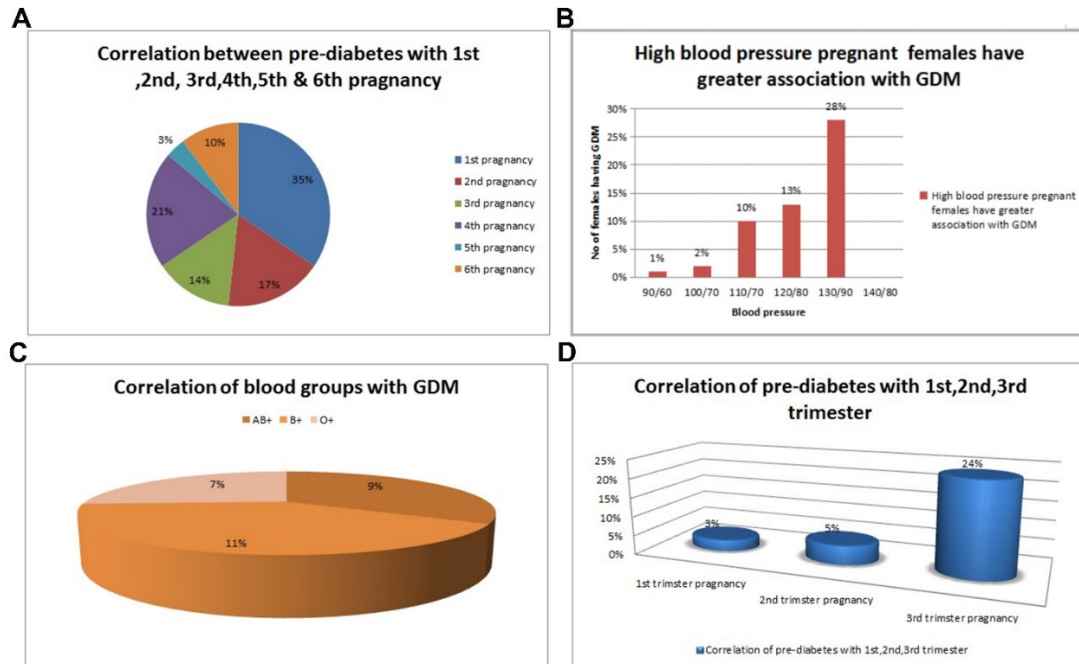 A
Correlation between pre-diabetes with 1st
,2nd, 3rd,4th,5th & 6th pragnancy
3%
10%
35%
21%
14%
17%
1st pragnancy
2nd pragnancy
3rd pragnancy
4th pragnancy
5th pragnancy
6th pragnancy
B
High blood pressure pregnant females have
greater association with GDM
No of females having GDM
30%
25%
20%
15%
10%
5%
0%
1%
2%
10%
13%
28%
90/60 100/70 110/70 120/80 130/90 140/80
Blood pressure
High blood pressure pregnant
females have greater
association with GDM
C
Correlation of blood groups with GDM
AB+ B+ O+
7%
9%
11%
D
Correlation of pre-diabetes with 1st,2nd,3rd
trimester
25%
20%
15%
10%
5%
0%
3%
5%
24%
1st trimster pragnancy
2nd trimster pragnancy
3rd trimster pragnancy
Correlation of pre-diabetes with 1st,2nd,3rd trimester